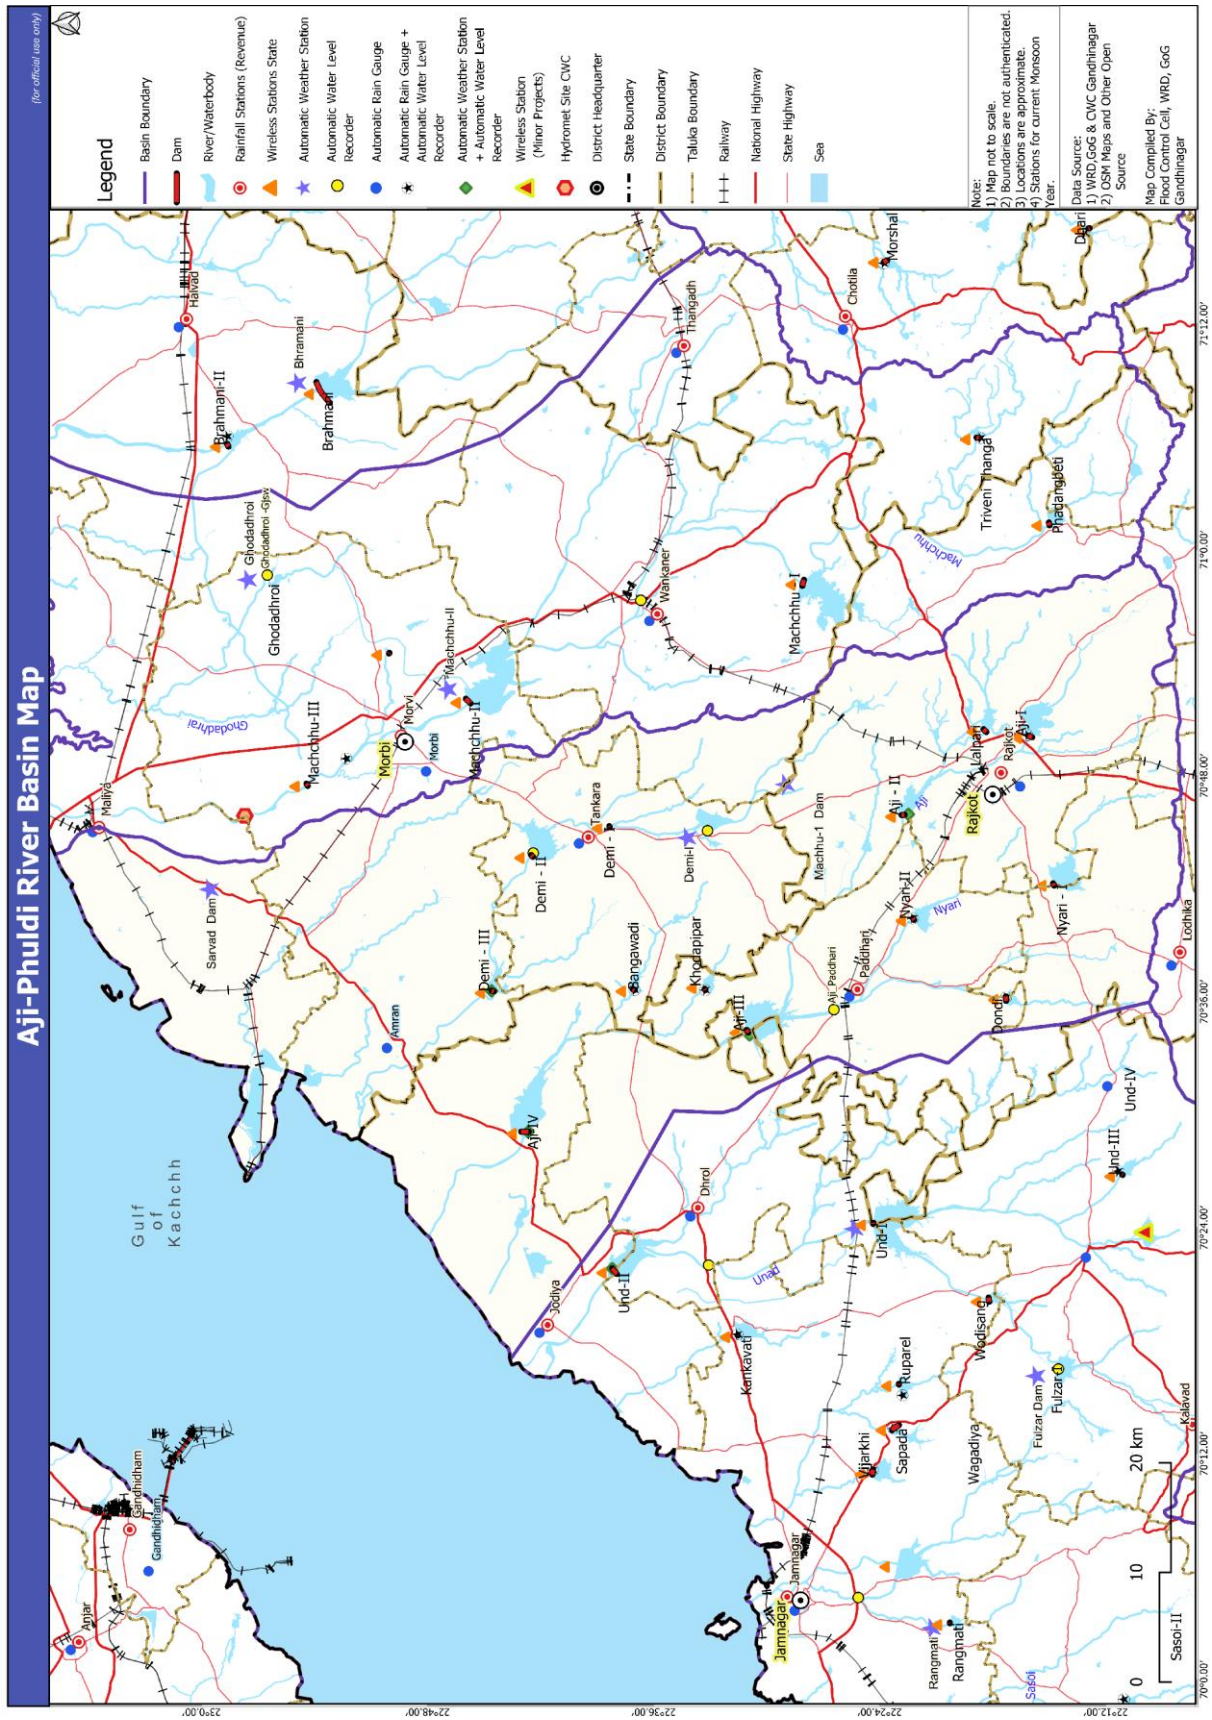 Aji-Phuldi River Basin Map
(for official use only)
Legend
Basin Boundary
Dam
River/Waterbody
Rainfall Stations (Revenue)
Wireless Stations State
Automatic Weather Station
Automatic Water Level
Recorder
Automatic Rain Gauge
Automatic Rain Gauge +
Automatic Water Level
Recorder
Automatic Weather Station
+ Automatic Water Level
Recorder
Wireless Station
(Minor Projects)
Hydromet Site CWC
District Headquarter
State Boundary
District Boundary
Taluka Boundary
Railway
National Highway
State Highway
Sea
Note:
1) Map not to scale.
2) Boundaries are not authenticated.
3) Locations are approximate.
4) Stations for current Monsoon
Year.
Data Source:
1) WRD,GoG & CWC Gandhinagar
2) OSM Maps and Other Open
Source
Map Compiled By:
Flood Control Cell, WRD, GoG
Gandhinagar
Gulf
of
Kachchh
Anjar
Gandhidham
Gandhidham
Maliya
Halvad
Brahmani-II
Bhramani
Brahmani
Ghodadhroi
Ghodadhroi -Gjsw
Ghodadhroi
Ghodadhrai
Machchu-III
Sarvad Dam
Morbi
Morvi
Morbi
Machchhu-II
Machchhu-II
Amran
Thangadh
Wankaner
Machchhu - I
Machchhu
Chotila
Morshal
Dhari
Triveni Thanga
Phadangbeti
Demi - II
Tankara
Demi - I
Demi-I
Demi - III
Bangawadi
Khodapipar
Machhu-1 Dam
Aji-III
Aji-IV
Aji_Paddhari
Paddhari
Aji - II
Aji
Nyari-II
Nyari
Nyari - I
Lalpari
Aji-I
Rajkot
Rajkot
Lodhika
Dondi
Und-IV
Und-III
Und-I
Und-II
Dhrol
Jodiya
Unad
Kankavati
Wodisang
Ruparel
Sapada
Vijarkhi
Wagadiya
Fulzar Dam
Fulzar I
Kalavad
Jamnagar
Jamnagar
Rangmati
Rangmati
Sasoi
Sasoi-II
0
10
20 km
70°0.00'
70°12.00'
70°24.00'
70°36.00'
70°48.00'
71°0.00'
71°12.00'
23°0.00'
22°48.00'
22°36.00'
22°24.00'
22°12.00'